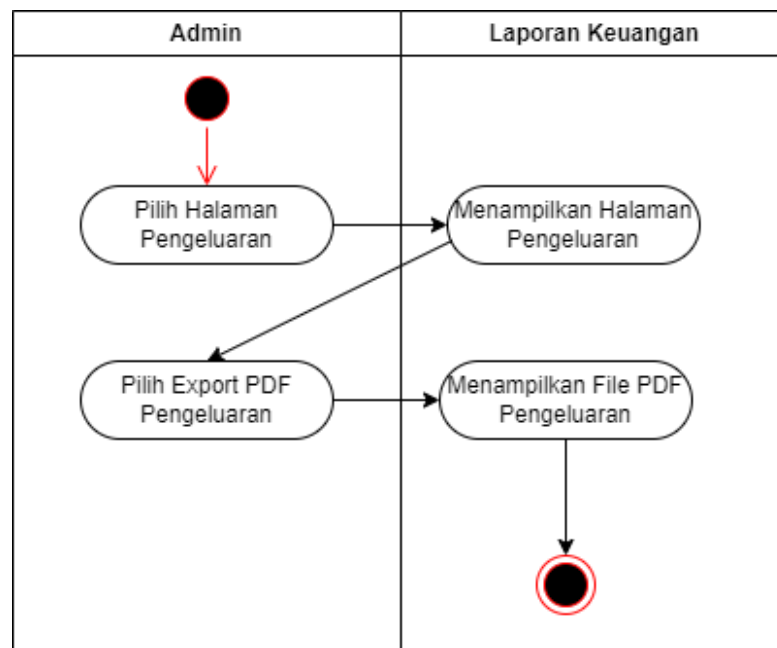 Admin
Laporan Keuangan
Pilih Halaman
Pengeluaran
Menampilkan Halaman
Pengeluaran
Pilih Export PDF
Pengeluaran
Menampilkan File PDF
Pengeluaran